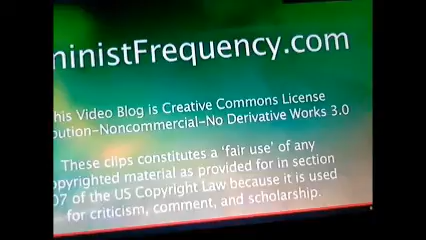 ministFrequency.com
his Video Blog is Creative Commons License
bution-Noncommercial-No Derivative Works 3.0
These clips constitutes a 'fair use' of any
opyrighted material as provided for in section
07 of the US Copyright Law because it is used
for criticism, comment, and scholarship.